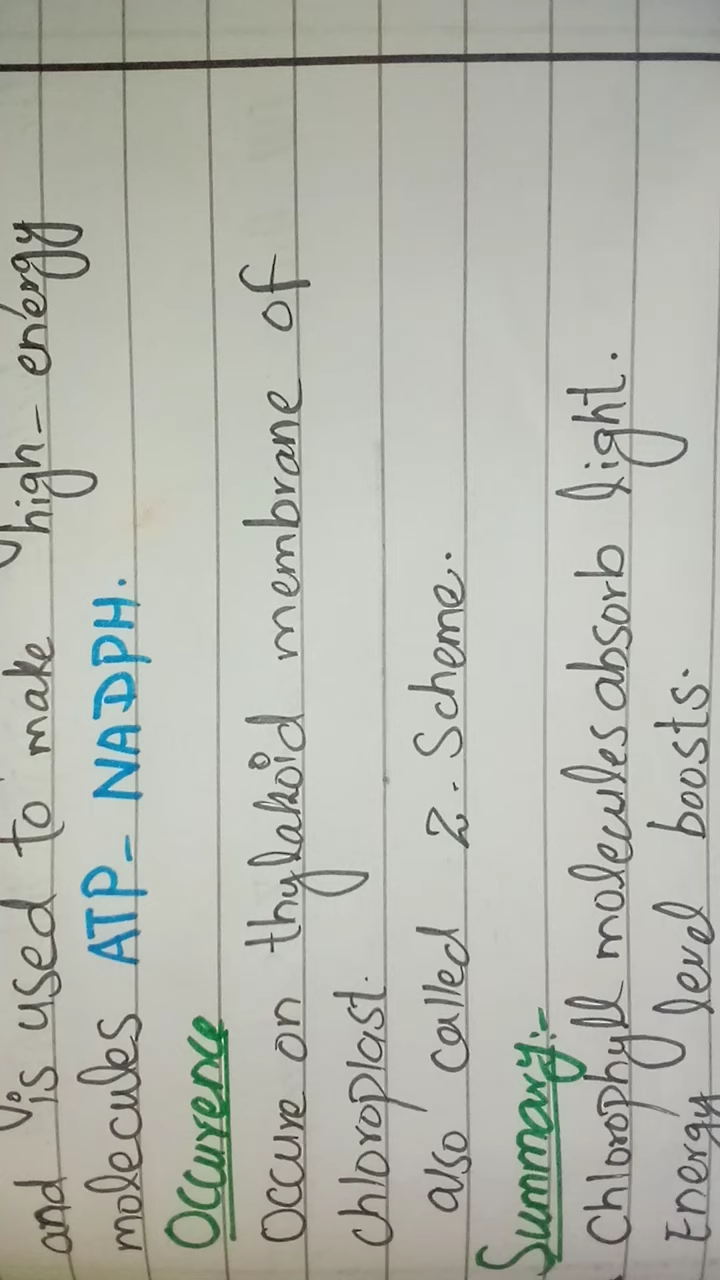 and is used to make high-energy
molecules ATP-NADPH.
Occurence
Occure on thylakoid membrane of
chloroplast.
also called Z-Scheme.
Summary:-
Chlorophyll molecules absorb light.
Energy level boosts.